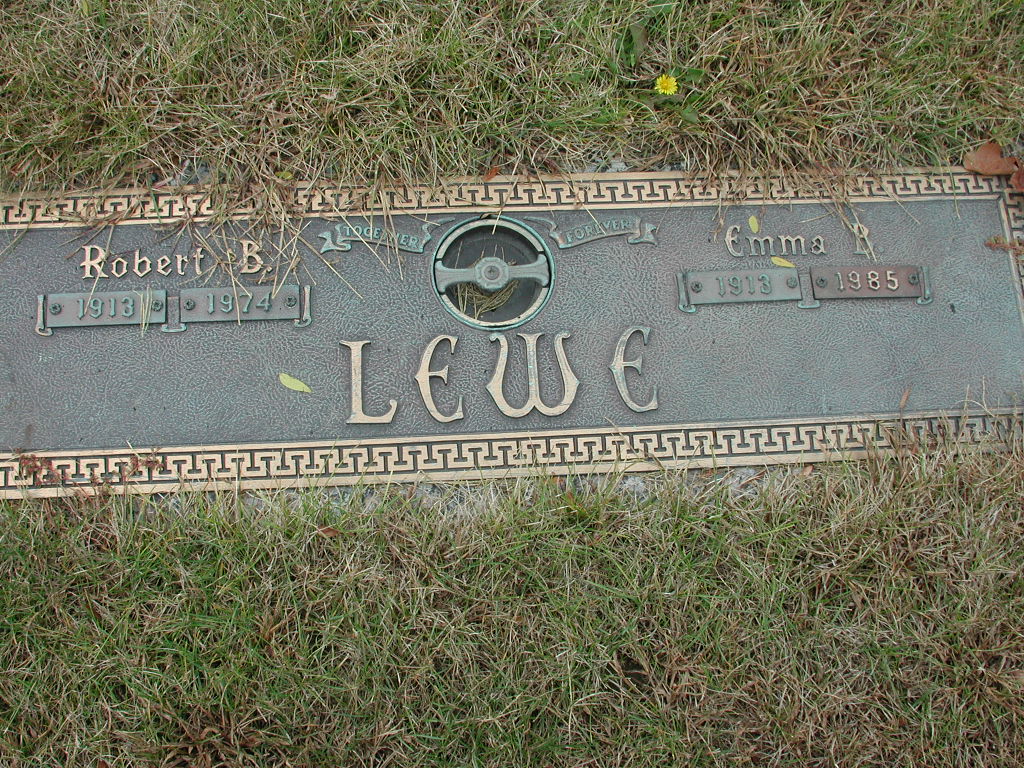 TOGETHER FOREVER
Robert B. Emma
1913 1974 1913 1985
LEWE